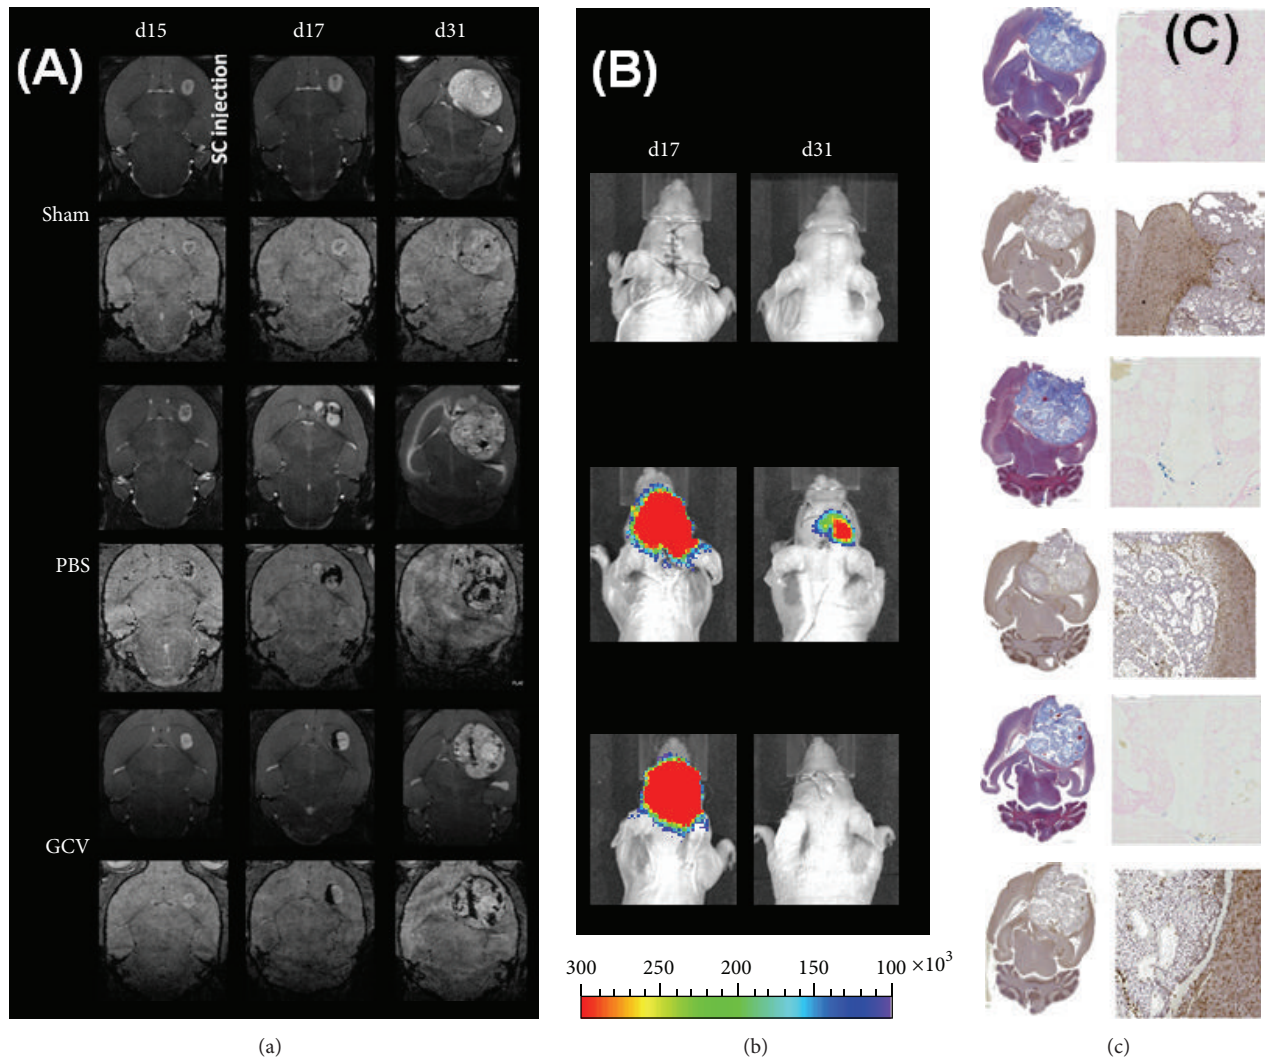 d15 d17 d31
(A)
SC injection
Sham
PBS
GCV
(B)
d17 d31
300 250 200 150 100 ×10³
(C)
(a) (b) (c)